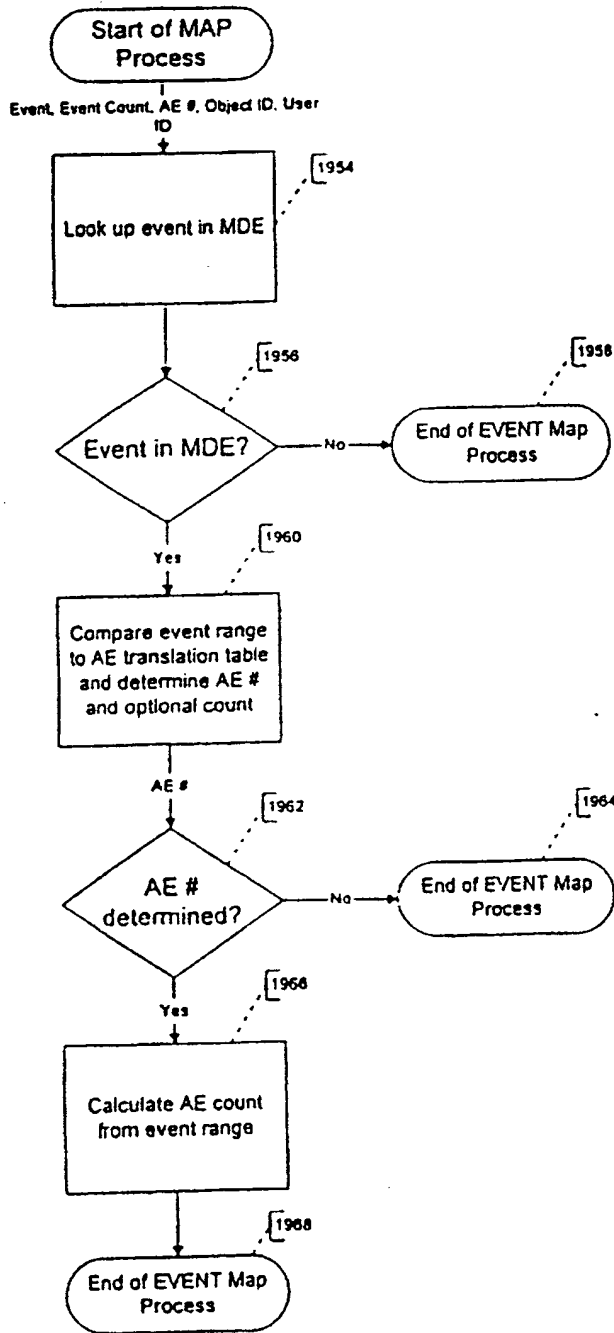 Start of MAP
Process
Event, Event Count, AE #, Object ID, User
ID
1954
Look up event in MDE
1956
1958
Event in MDE?
No
End of EVENT Map
Process
Yes
1960
Compare event range
to AE translation table
and determine AE #
and optional count
AE #
1962
1964
AE #
determined?
No
End of EVENT Map
Process
Yes
1966
Calculate AE count
from event range
1968
End of EVENT Map
Process